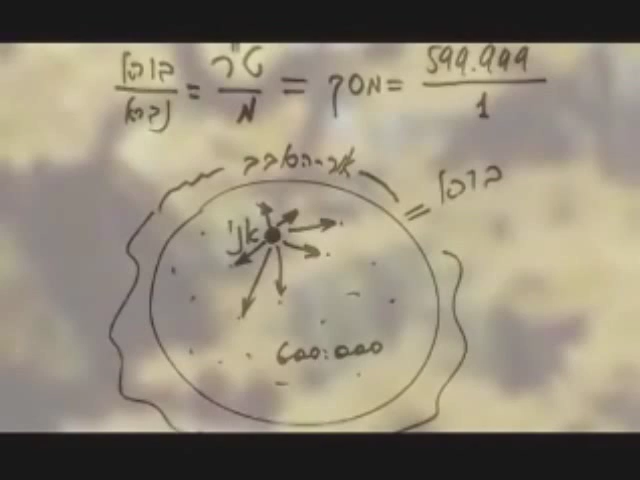 בורא = ט"ר = מסך = 599.999
נברא מ 1
= בורא
אני
600.000